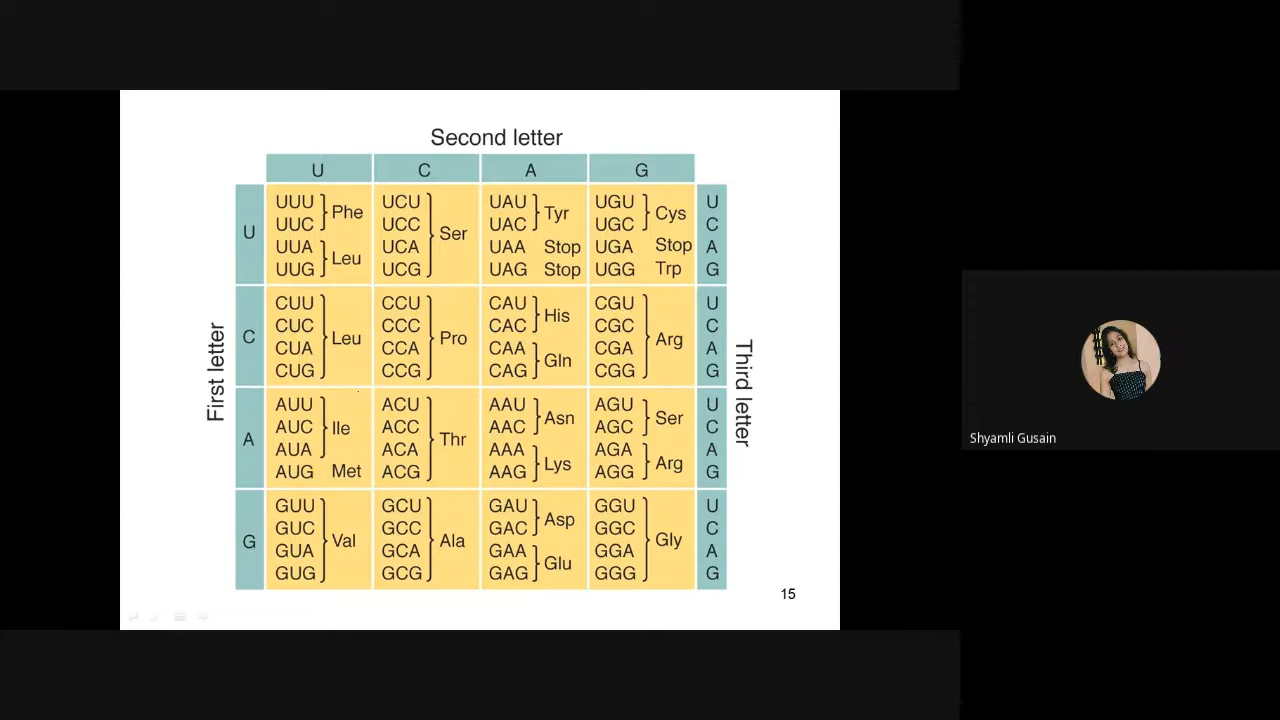 Second letter
U C A G
U
UUU UCU UAU UGU U
Phe Tyr Cys
UUC UCC UAC UGC C
Ser
UUA UCA UAA Stop UGA Stop A
Leu
UUG UCG UAG Stop UGG Trp G
C
CUU CCU CAU CGU U
His
CUC CCC CAC CGC C
Leu Pro Arg
CUA CCA CAA CGA A
Gln
CUG CCG CAG CGG G
First letter
Third letter
A
AUU ACU AAU AGU U
Asn Ser
AUC ACC AAC AGC C
Ile Thr
AUA ACA AAA AGA A
Lys Arg
AUG Met ACG AAG AGG G
G
GUU GCU GAU GGU U
Asp
GUC GCC GAC GGC C
Val Ala Gly
GUA GCA GAA GGA A
Glu
GUG GCG GAG GGG G
15
Shyamli Gusain